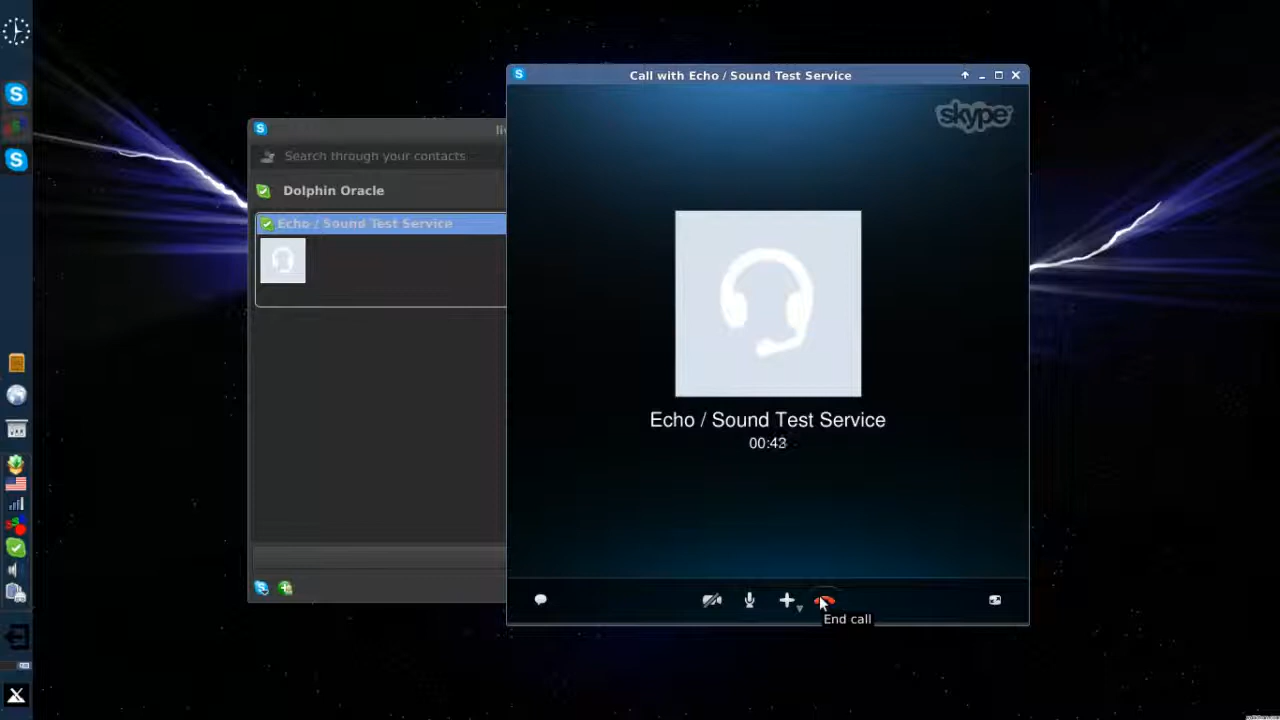 Call with Echo / Sound Test Service
skype
Search through your contacts
Dolphin Oracle
Echo / Sound Test Service
Echo / Sound Test Service
00:43
End call